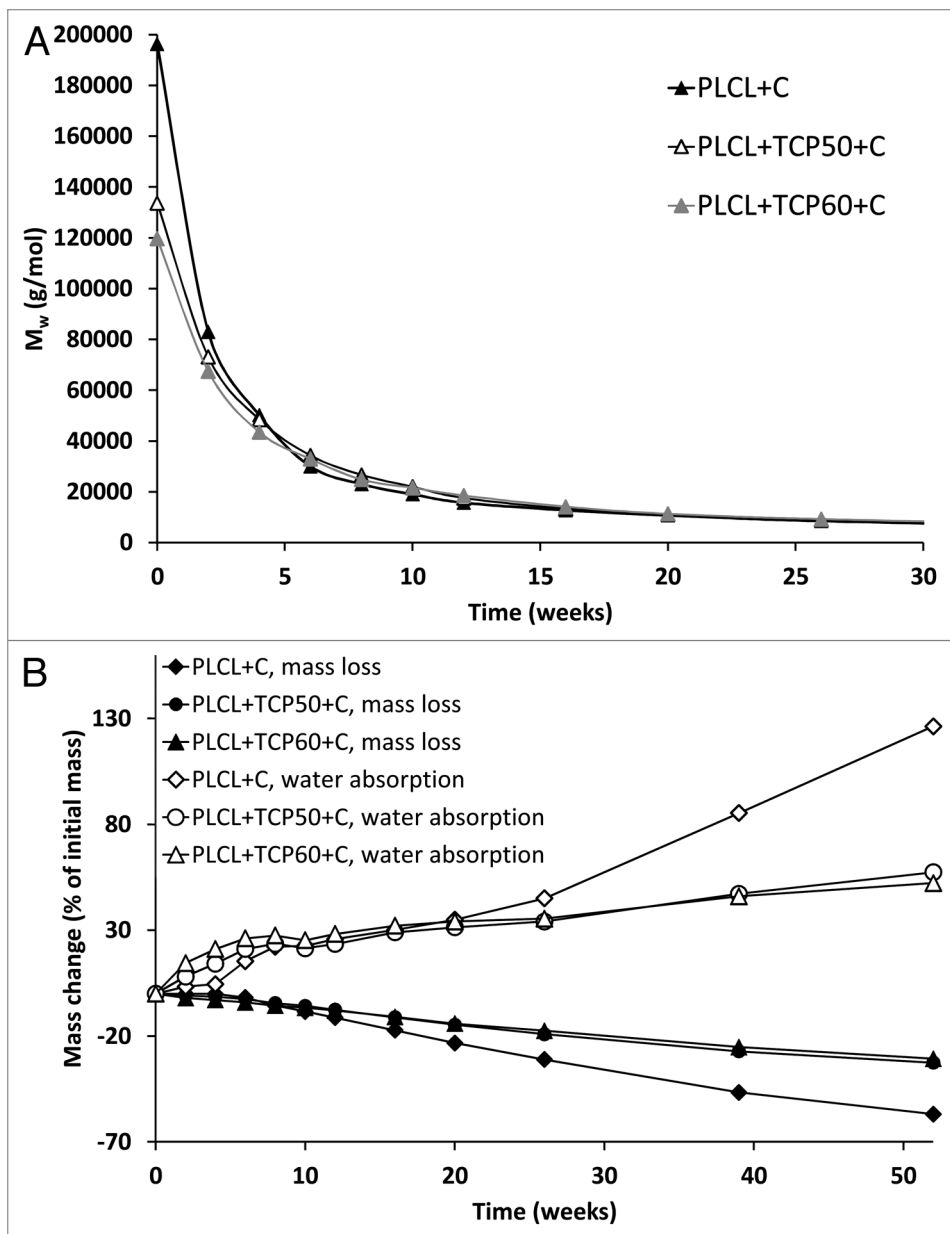 A
200000
180000
160000
140000
120000
100000
80000
60000
40000
20000
0
Mw (g/mol)
PLCL+C
PLCL+TCP50+C
PLCL+TCP60+C
0 5 10 15 20 25 30
Time (weeks)
B
PLCL+C, mass loss
PLCL+TCP50+C, mass loss
PLCL+TCP60+C, mass loss
PLCL+C, water absorption
PLCL+TCP50+C, water absorption
PLCL+TCP60+C, water absorption
130
80
30
-20
-70
Mass change (% of initial mass)
0 10 20 30 40 50
Time (weeks)